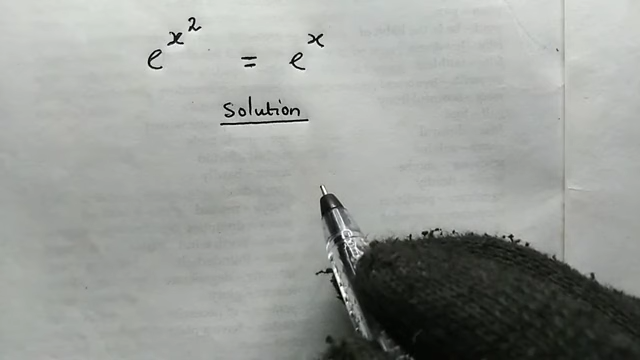 e^{x^2} = e^x
Solution